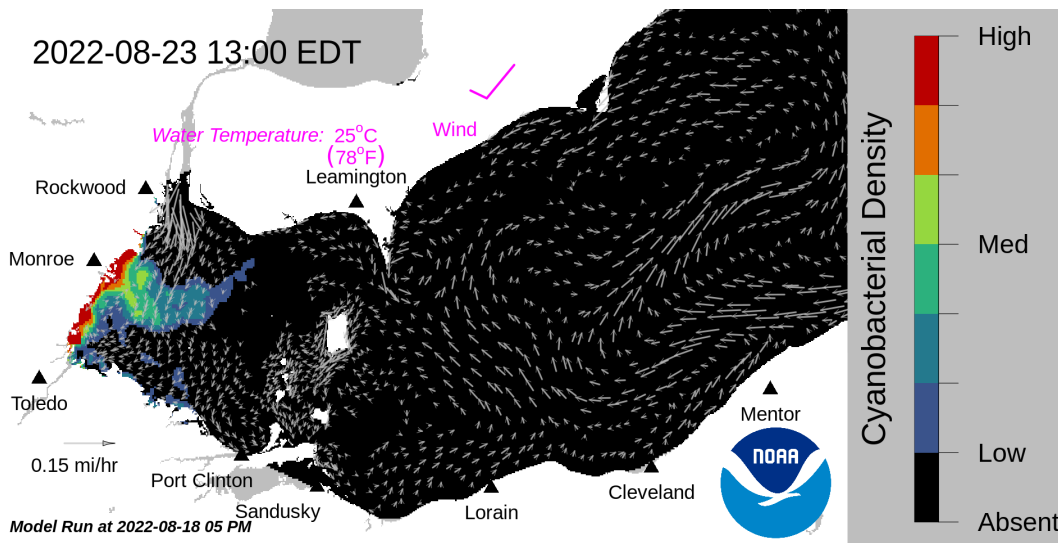 2022-08-23 13:00 EDT
Wind
Water Temperature: 25°C
(78°F)
Leamington
Rockwood
Monroe
Toledo
0.15 mi/hr
Port Clinton
Sandusky
Lorain
Cleveland
Mentor
NOAA
Model Run at 2022-08-18 05 PM
Cyanobacterial Density
High
Med
Low
Absent